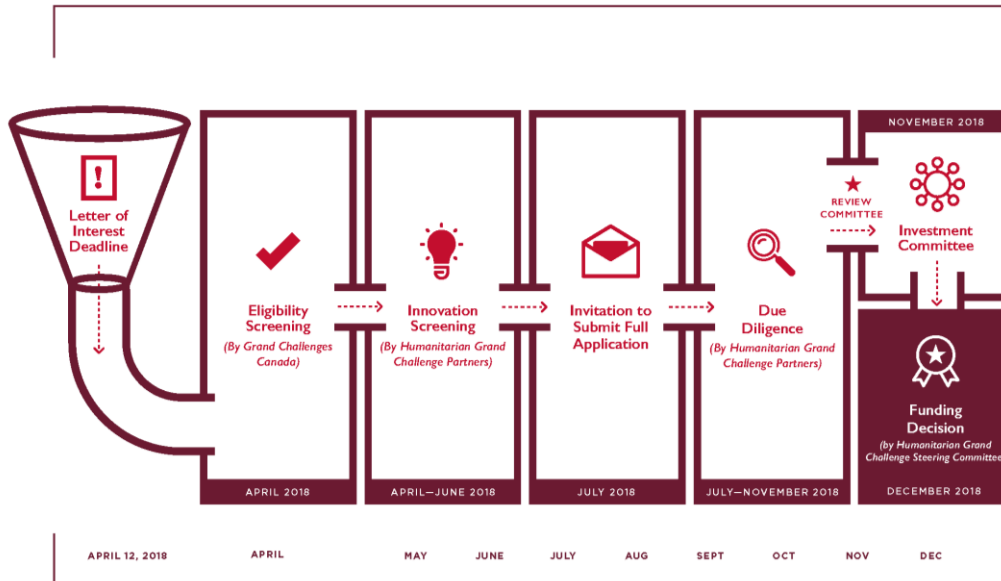 !
Letter of
Interest
Deadline
Eligibility
Screening
(By Grand Challenges
Canada)
APRIL 2018
Innovation
Screening
(By Humanitarian Grand
Challenge Partners)
APRIL—JUNE 2018
Invitation to
Submit Full
Application
JULY 2018
Due
Diligence
(By Humanitarian Grand
Challenge Partners)
JULY—NOVEMBER 2018
REVIEW
COMMITTEE
NOVEMBER 2018
Investment
Committee
Funding
Decision
(by Humanitarian Grand
Challenge Steering Committee
DECEMBER 2018
APRIL 12, 2018 APRIL MAY JUNE JULY AUG SEPT OCT NOV DEC